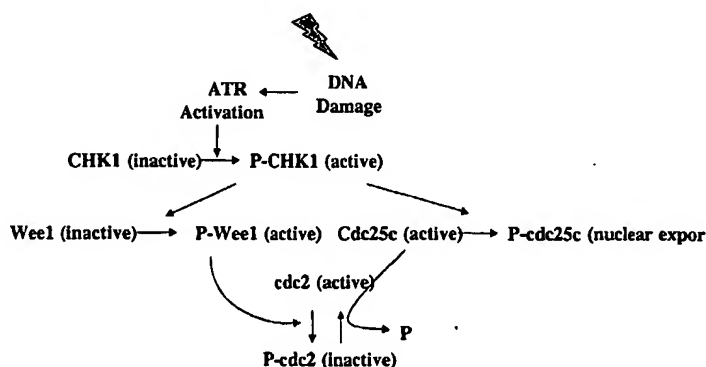 ATR DNA
Activation Damage
CHK1 (inactive) P-CHK1 (active)
Wee1 (inactive) P-Wee1 (active) Cdc25c (active) P-cdc25c (nuclear expor
cdc2 (active)
P
P-cdc2 (inactive)